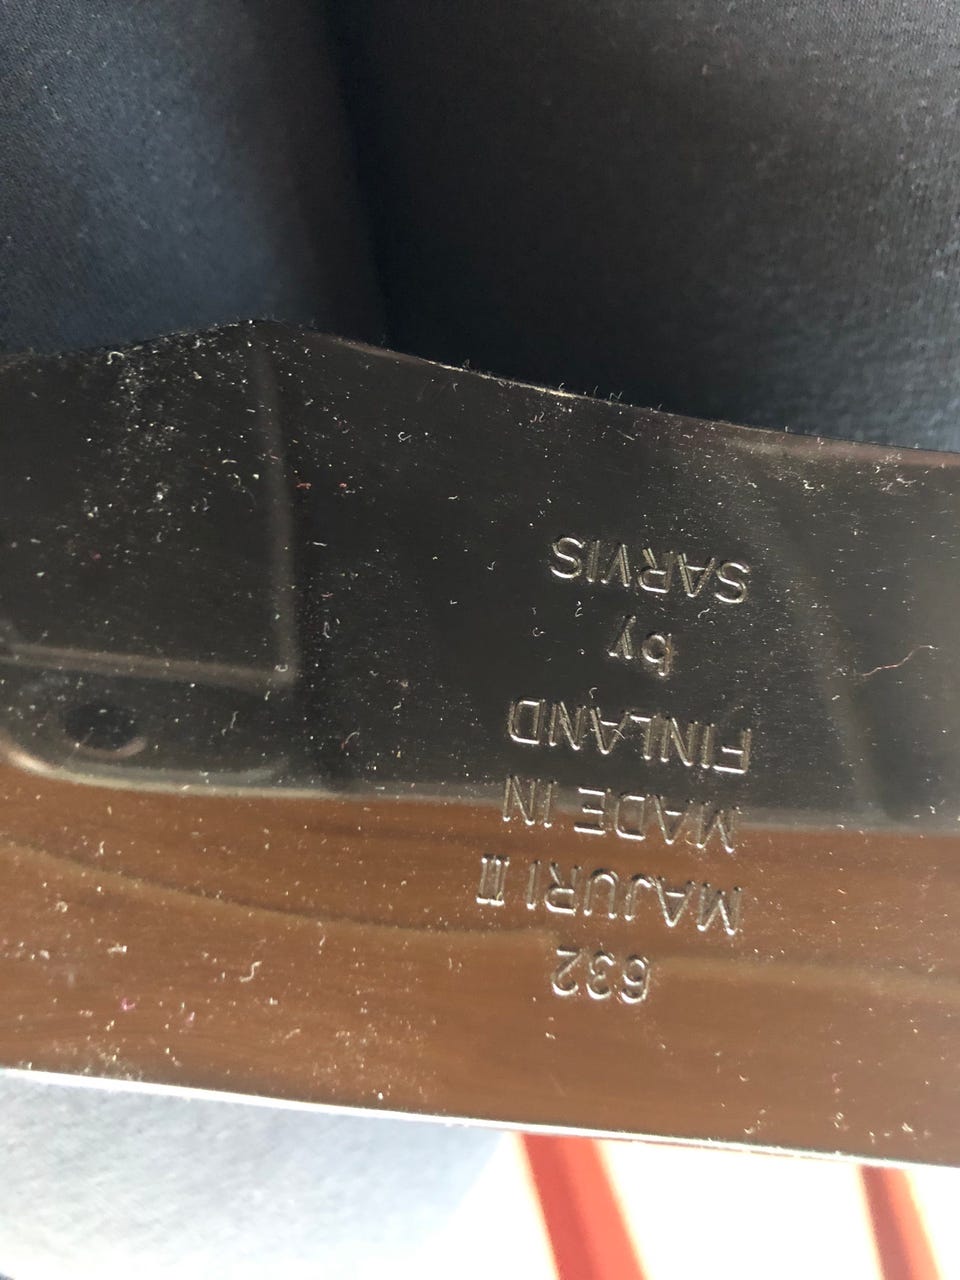 632
MAJURI II
MADE IN
FINLAND
by
SARVIS